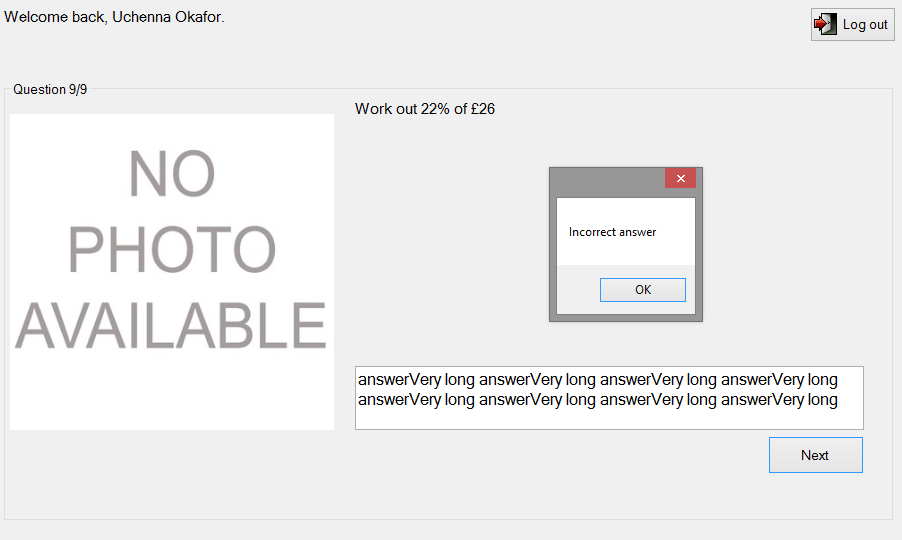 Welcome back, Uchenna Okafor.
Log out
Question 9/9
Work out 22% of £26
NO
PHOTO
AVAILABLE
Incorrect answer
OK
answerVery long answerVery long answerVery long answerVery long
answerVery long answerVery long answerVery long answerVery long
Next